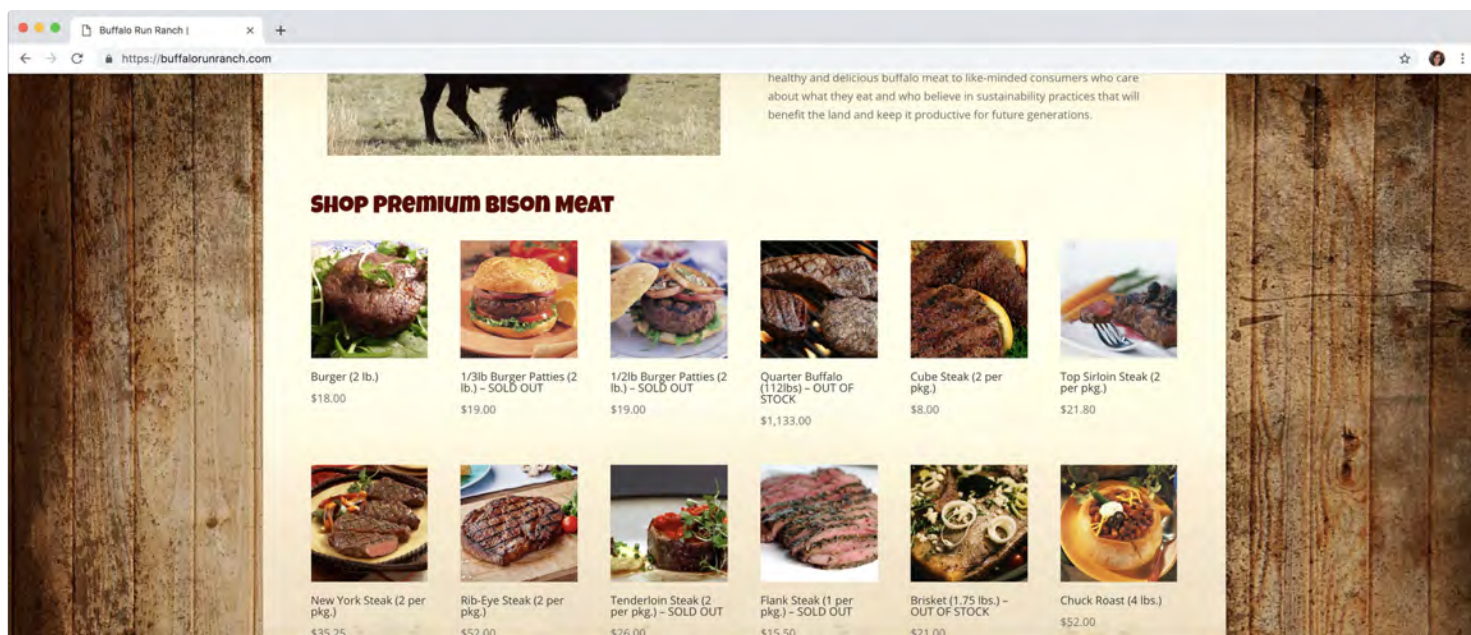 Buffalo Run Ranch |
https://buffalorunranch.com
healthy and delicious buffalo meat to like-minded consumers who care
about what they eat and who believe in sustainability practices that will
benefit the land and keep it productive for future generations.
SHOP PREMIUM BISON MEAT
Burger (2 lb.)
$18.00
1/3lb Burger Patties (2
lb.) – SOLD OUT
$19.00
1/2lb Burger Patties (2
lb.) – SOLD OUT
$19.00
Quarter Buffalo
(112lbs) – OUT OF
STOCK
$1,133.00
Cube Steak (2 per
pkg.)
$8.00
Top Sirloin Steak (2
per pkg.)
$21.80
New York Steak (2 per
pkg.)
$35.25
Rib-Eye Steak (2 per
pkg.)
$52.00
Tenderloin Steak (2
per pkg.) – SOLD OUT
$26.00
Flank Steak (1 per
pkg.) – SOLD OUT
$15.50
Brisket (1.75 lbs.) –
OUT OF STOCK
$21.00
Chuck Roast (4 lbs.)
$52.00